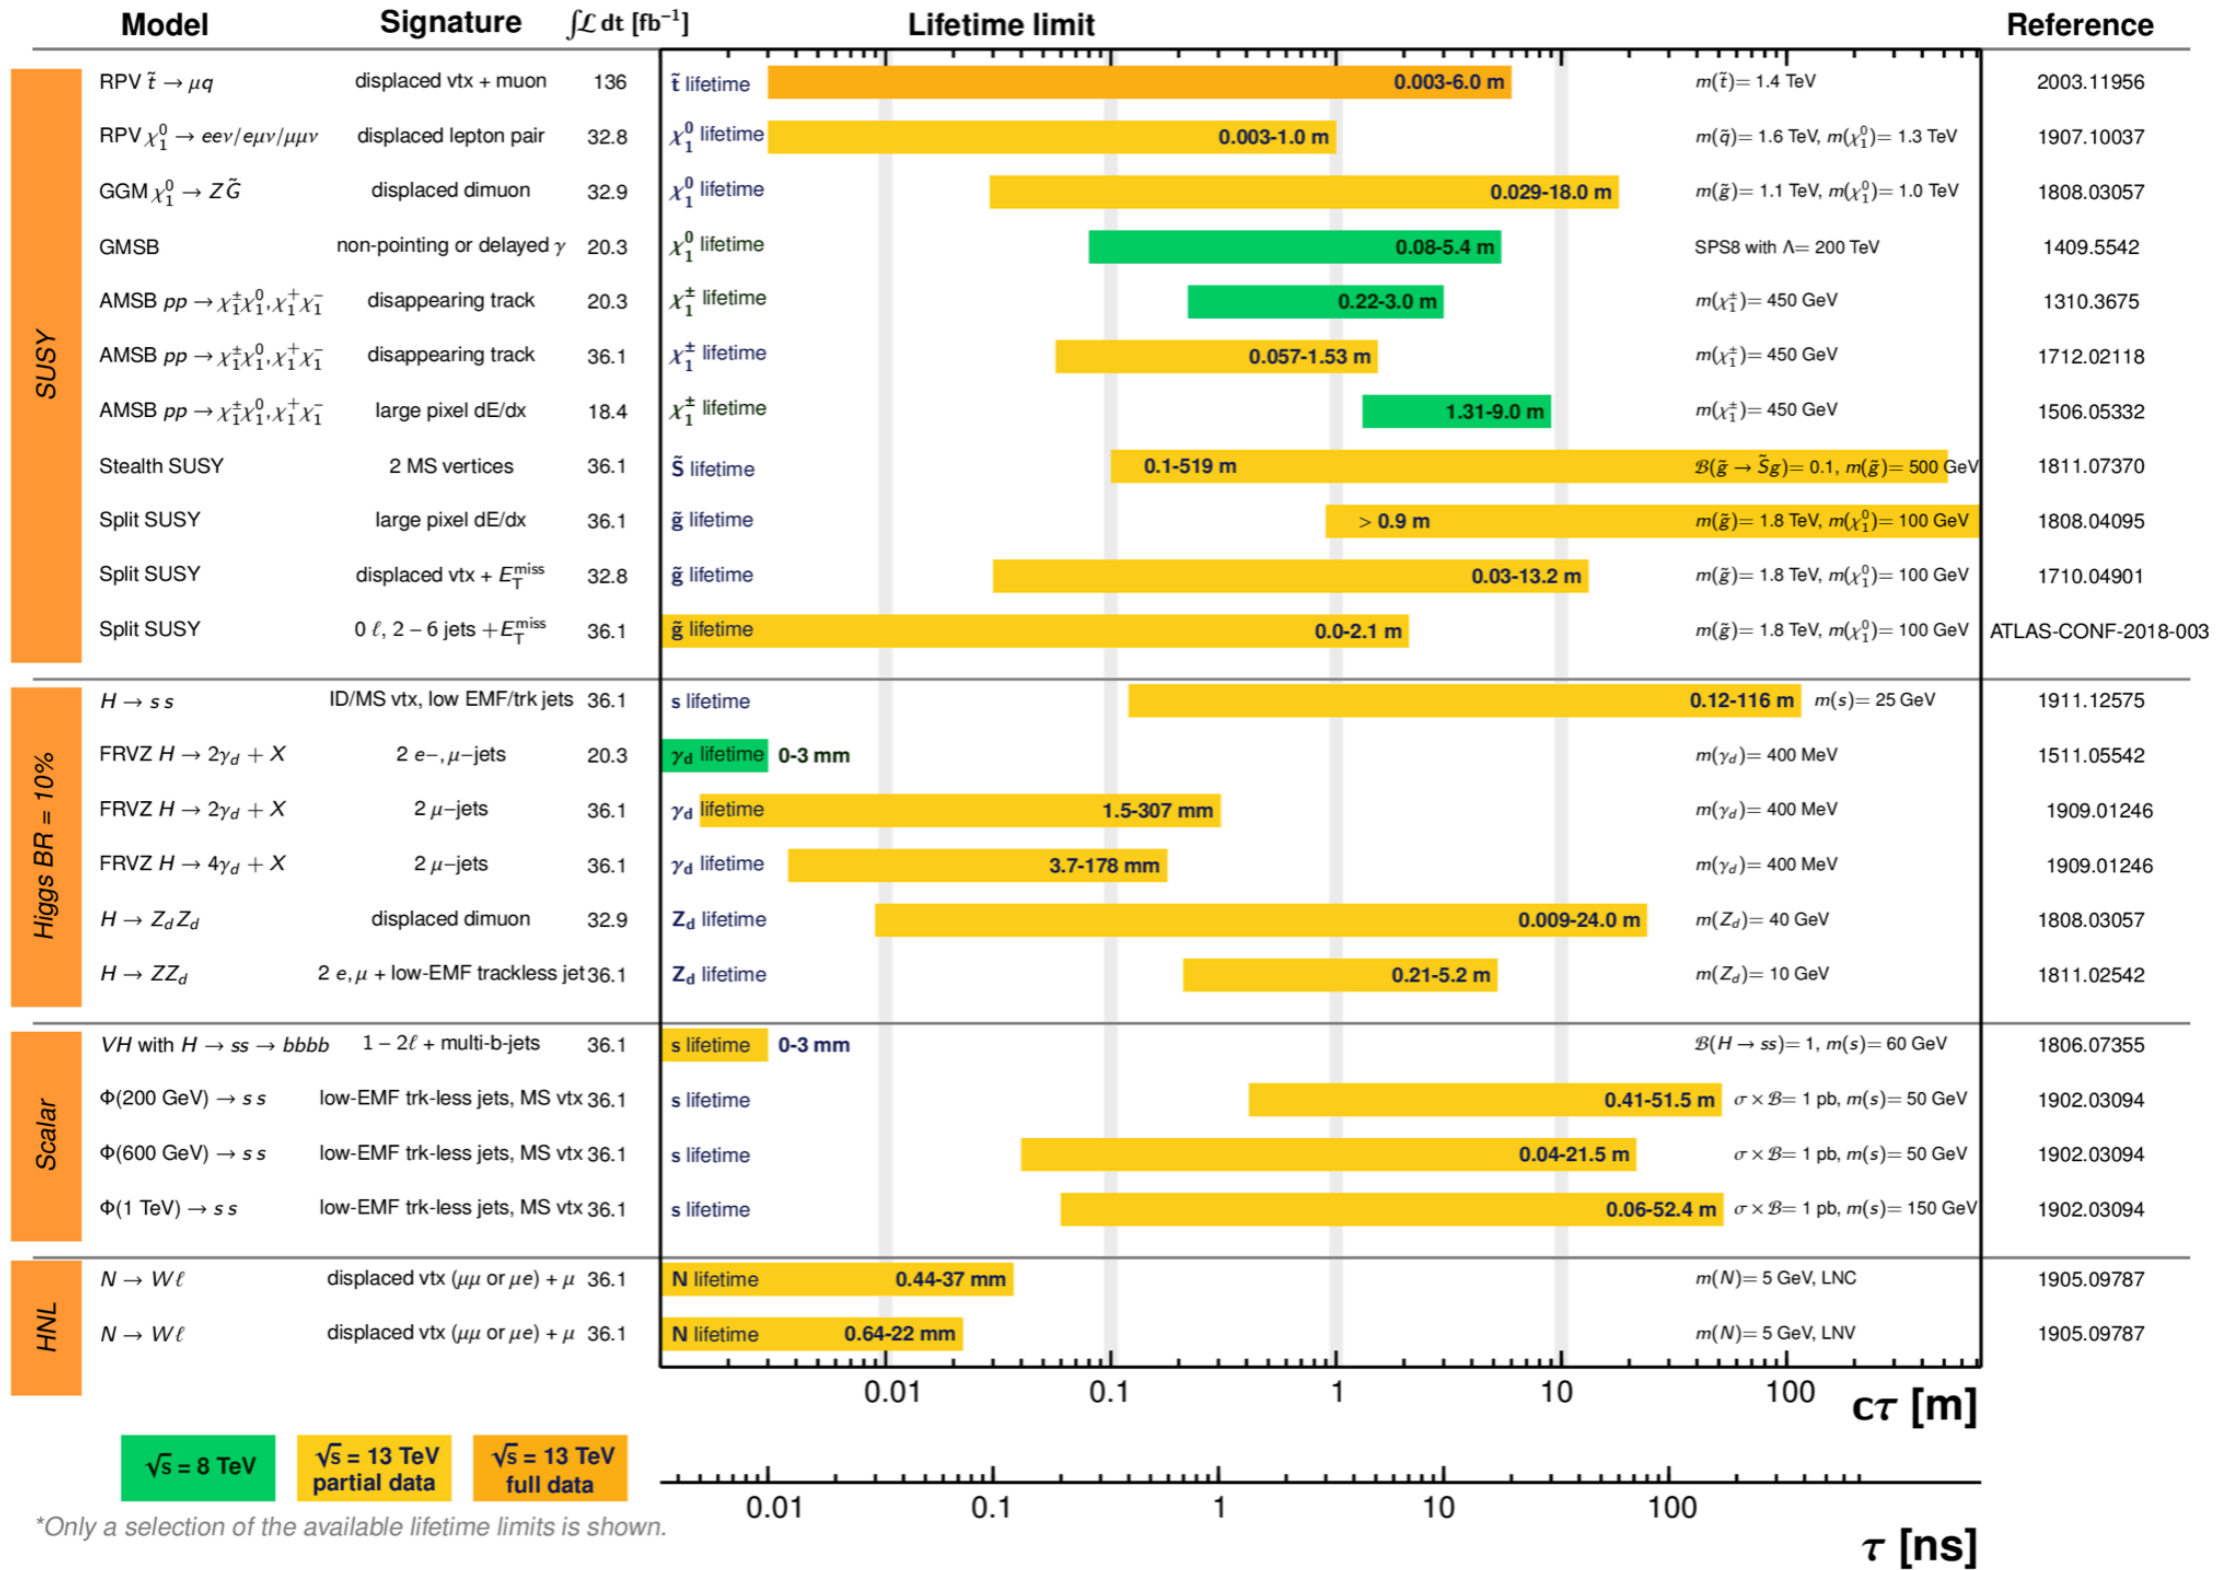 Model Signature ∫ℒ dt [fb⁻¹] Lifetime limit Reference
SUSY
RPV t̃ → μq displaced vtx + muon 136 t̃ lifetime 0.003-6.0 m m(t̃)= 1.4 TeV 2003.11956
RPV χ₁⁰ → eeν/eμν/μμν displaced lepton pair 32.8 χ₁⁰ lifetime 0.003-1.0 m m(q̃)= 1.6 TeV, m(χ₁⁰)= 1.3 TeV 1907.10037
GGM χ₁⁰ → ZG̃ displaced dimuon 32.9 χ₁⁰ lifetime 0.029-18.0 m m(g̃)= 1.1 TeV, m(χ₁⁰)= 1.0 TeV 1808.03057
GMSB non-pointing or delayed γ 20.3 χ₁⁰ lifetime 0.08-5.4 m SPS8 with Λ= 200 TeV 1409.5542
AMSB pp → χ₁±χ₁⁰, χ₁⁺χ₁⁻ disappearing track 20.3 χ₁± lifetime 0.22-3.0 m m(χ₁±)= 450 GeV 1310.3675
AMSB pp → χ₁±χ₁⁰, χ₁⁺χ₁⁻ disappearing track 36.1 χ₁± lifetime 0.057-1.53 m m(χ₁±)= 450 GeV 1712.02118
AMSB pp → χ₁±χ₁⁰, χ₁⁺χ₁⁻ large pixel dE/dx 18.4 χ₁± lifetime 1.31-9.0 m m(χ₁±)= 450 GeV 1506.05332
Stealth SUSY 2 MS vertices 36.1 S̃ lifetime 0.1-519 m ℬ(g̃ → S̃g)= 0.1, m(g̃)= 500 GeV 1811.07370
Split SUSY large pixel dE/dx 36.1 g̃ lifetime > 0.9 m m(g̃)= 1.8 TeV, m(χ₁⁰)= 100 GeV 1808.04095
Split SUSY displaced vtx + E_T^miss 32.8 g̃ lifetime 0.03-13.2 m m(g̃)= 1.8 TeV, m(χ₁⁰)= 100 GeV 1710.04901
Split SUSY 0 ℓ, 2 − 6 jets +E_T^miss 36.1 g̃ lifetime 0.0-2.1 m m(g̃)= 1.8 TeV, m(χ₁⁰)= 100 GeV ATLAS-CONF-2018-003
Higgs BR = 10%
H → s s ID/MS vtx, low EMF/trk jets 36.1 s lifetime 0.12-116 m m(s)= 25 GeV 1911.12575
FRVZ H → 2γ_d + X 2 e−, μ−jets 20.3 γ_d lifetime 0-3 mm m(γ_d)= 400 MeV 1511.05542
FRVZ H → 2γ_d + X 2 μ−jets 36.1 γ_d lifetime 1.5-307 mm m(γ_d)= 400 MeV 1909.01246
FRVZ H → 4γ_d + X 2 μ−jets 36.1 γ_d lifetime 3.7-178 mm m(γ_d)= 400 MeV 1909.01246
H → Z_dZ_d displaced dimuon 32.9 Z_d lifetime 0.009-24.0 m m(Z_d)= 40 GeV 1808.03057
H → ZZ_d 2 e, μ + low-EMF trackless jet 36.1 Z_d lifetime 0.21-5.2 m m(Z_d)= 10 GeV 1811.02542
Scalar
VH with H → ss → bbbb 1 − 2ℓ + multi-b-jets 36.1 s lifetime 0-3 mm ℬ(H → ss)= 1, m(s)= 60 GeV 1806.07355
Φ(200 GeV) → s s low-EMF trk-less jets, MS vtx 36.1 s lifetime 0.41-51.5 m σ × ℬ= 1 pb, m(s)= 50 GeV 1902.03094
Φ(600 GeV) → s s low-EMF trk-less jets, MS vtx 36.1 s lifetime 0.04-21.5 m σ × ℬ= 1 pb, m(s)= 50 GeV 1902.03094
Φ(1 TeV) → s s low-EMF trk-less jets, MS vtx 36.1 s lifetime 0.06-52.4 m σ × ℬ= 1 pb, m(s)= 150 GeV 1902.03094
HNL
N → Wℓ displaced vtx (μμ or μe) + μ 36.1 N lifetime 0.44-37 mm m(N)= 5 GeV, LNC 1905.09787
N → Wℓ displaced vtx (μμ or μe) + μ 36.1 N lifetime 0.64-22 mm m(N)= 5 GeV, LNV 1905.09787
0.01 0.1 1 10 100
cτ [m]
√s = 8 TeV
√s = 13 TeV
partial data
√s = 13 TeV
full data
0.01 0.1 1 10 100
τ [ns]
*Only a selection of the available lifetime limits is shown.